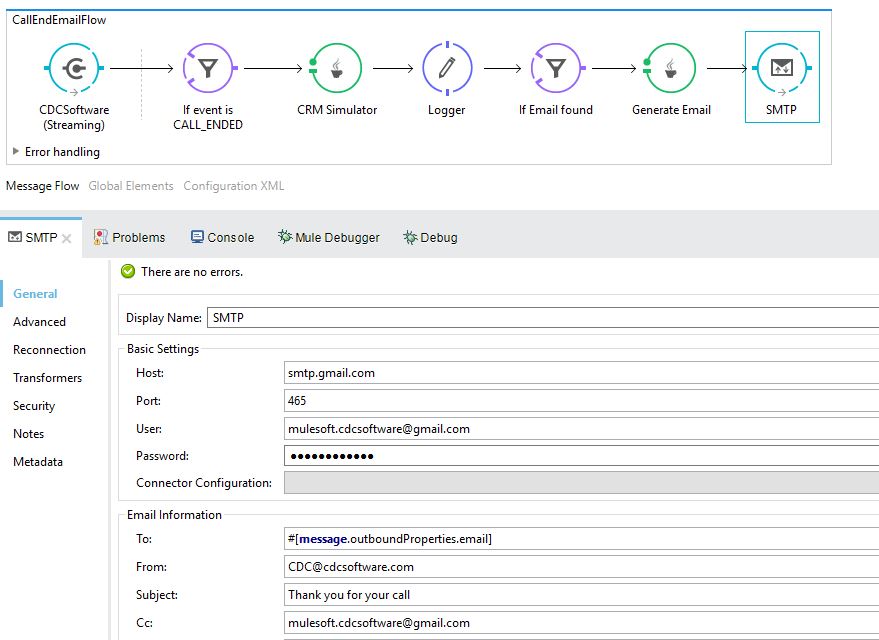 CallEndEmailFlow
CDCSoftware
(Streaming)
If event is
CALL_ENDED
CRM Simulator
Logger
If Email found
Generate Email
SMTP
Error handling
Message Flow Global Elements Configuration XML
SMTP Problems Console Mule Debugger Debug
General
Advanced
Reconnection
Transformers
Security
Notes
Metadata
There are no errors.
Display Name: SMTP
Basic Settings
Host: smtp.gmail.com
Port: 465
User: mulesoft.cdcsoftware@gmail.com
Password: ●●●●●●●●●●●●
Connector Configuration:
Email Information
To: #[message.outboundProperties.email]
From: CDC@cdcsoftware.com
Subject: Thank you for your call
Cc: mulesoft.cdcsoftware@gmail.com